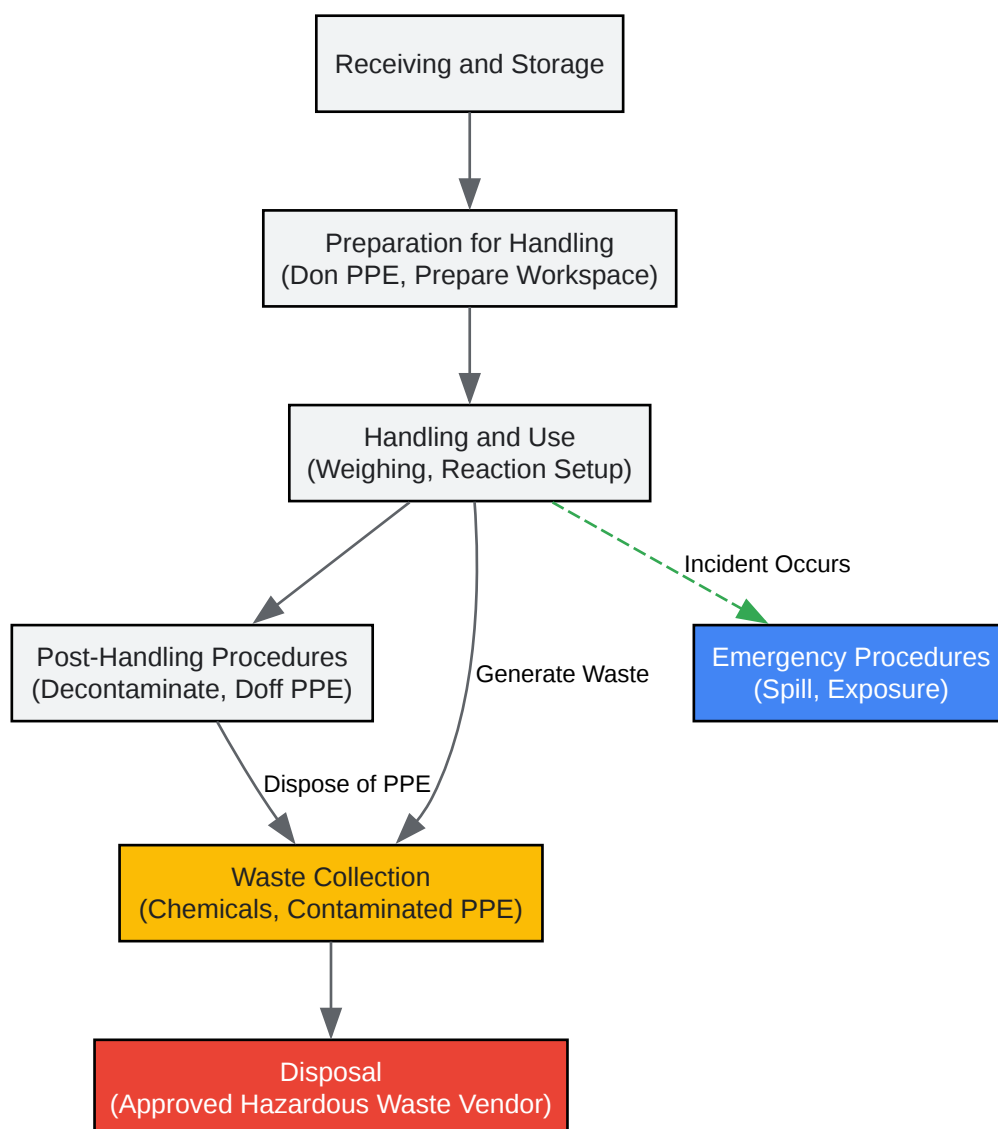 Receiving and Storage
Preparation for Handling
(Don PPE, Prepare Workspace)
Handling and Use
(Weighing, Reaction Setup)
Incident Occurs
Post-Handling Procedures
(Decontaminate, Doff PPE)
Generate Waste
Emergency Procedures
(Spill, Exposure)
Dispose of PPE
Waste Collection
(Chemicals, Contaminated PPE)
Disposal
(Approved Hazardous Waste Vendor)